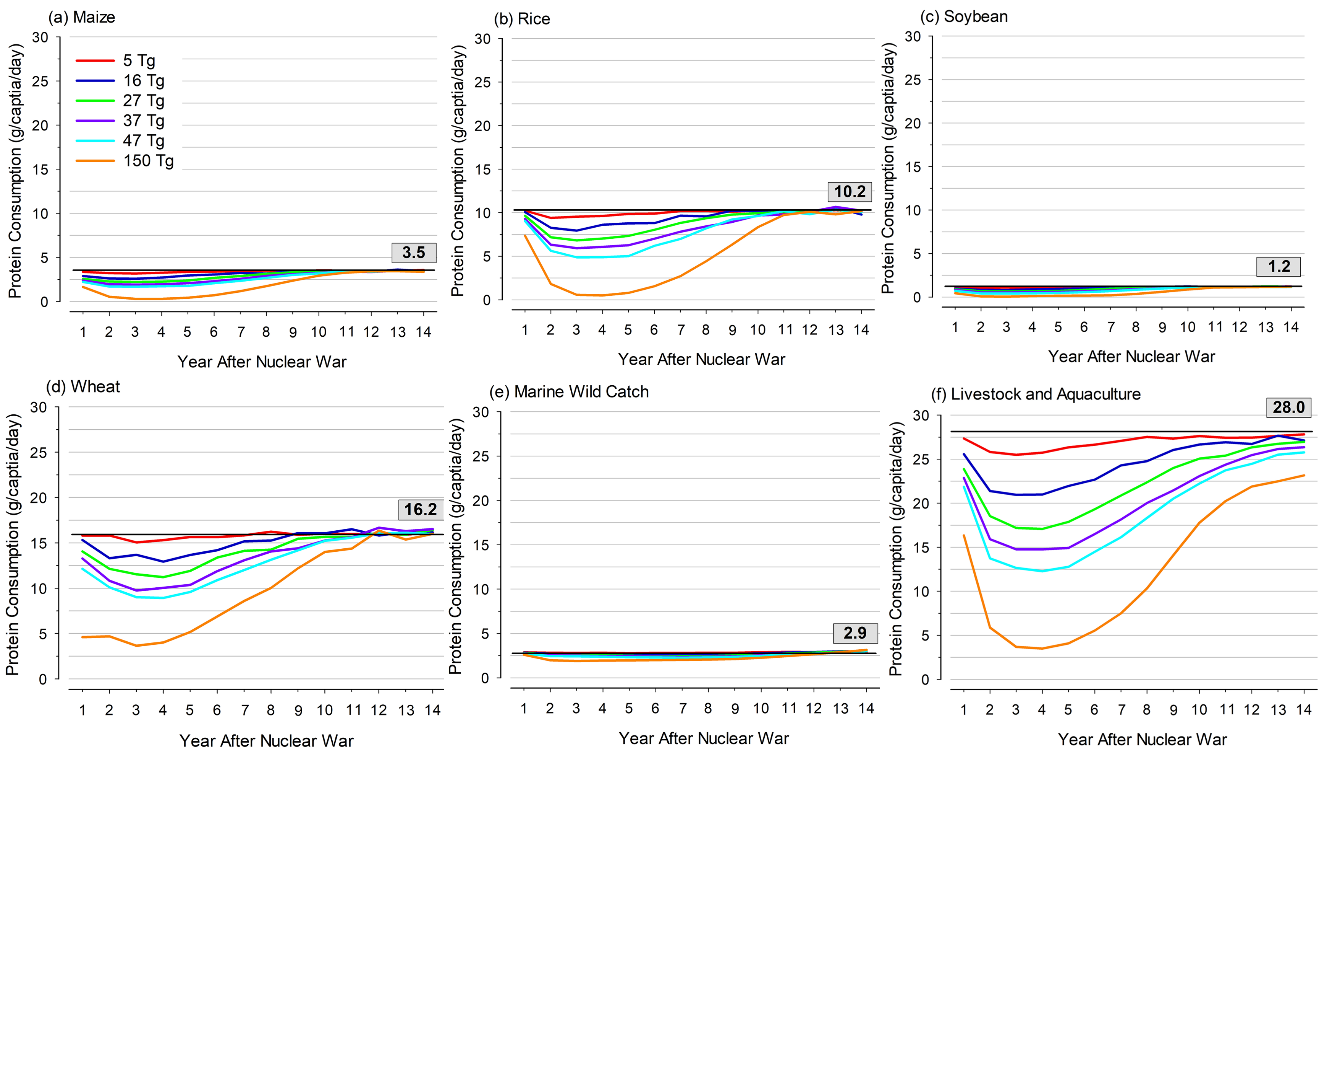 (a) Maize
Protein Consumption (g/captia/day)
30
25
20
15
10
5
0
5 Tg
16 Tg
27 Tg
37 Tg
47 Tg
150 Tg
3.5
1 2 3 4 5 6 7 8 9 10 11 12 13 14
Year After Nuclear War
(b) Rice
Protein Consumption (g/captia/day)
30
25
20
15
10
5
0
10.2
1 2 3 4 5 6 7 8 9 10 11 12 13 14
Year After Nuclear War
(c) Soybean
Protein Consumption (g/captia/day)
30
25
20
15
10
5
0
1.2
1 2 3 4 5 6 7 8 9 10 11 12 13 14
Year After Nuclear War
(d) Wheat
Protein Consumption (g/captia/day)
30
25
20
15
10
5
0
16.2
1 2 3 4 5 6 7 8 9 10 11 12 13 14
Year After Nuclear War
(e) Marine Wild Catch
Protein Consumption (g/captia/day)
30
25
20
15
10
5
0
2.9
1 2 3 4 5 6 7 8 9 10 11 12 13 14
Year After Nuclear War
(f) Livestock and Aquaculture
Protein Consumption (g/capita/day)
30
25
20
15
10
5
0
28.0
1 2 3 4 5 6 7 8 9 10 11 12 13 14
Year After Nuclear War